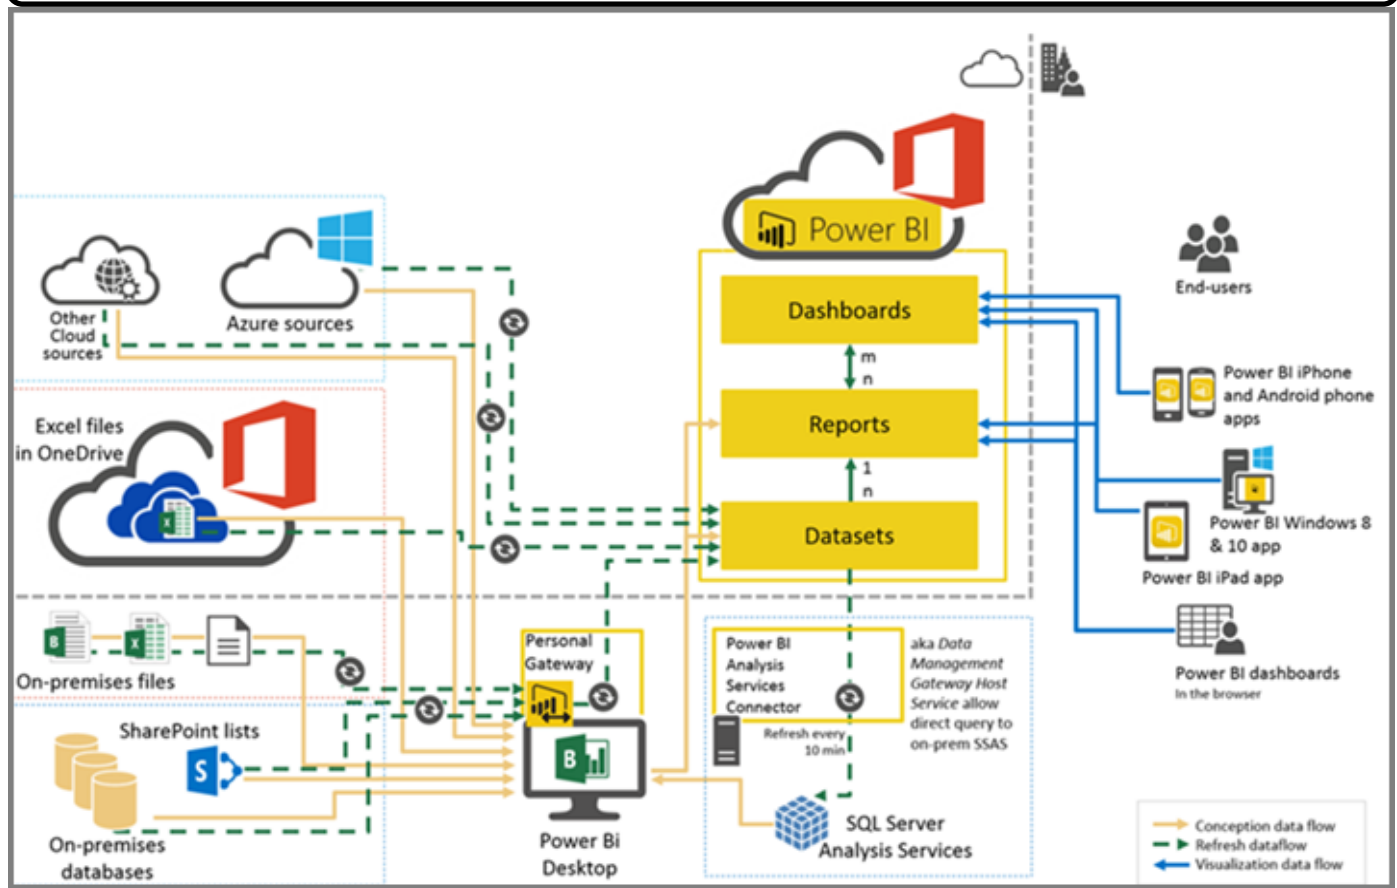 Power BI
Dashboards
m
n
Reports
1
n
Datasets
Other
Cloud
sources
Azure sources
Excel files
in OneDrive
X
B
X
On-premises files
SharePoint lists
S
On-premises
databases
Personal
Gateway
B
Power Bi
Desktop
Power BI
Analysis
Services
Connector
Refresh every
10 min
aka Data
Management
Gateway Host
Service allow
direct query to
on-prem SSAS
SQL Server
Analysis Services
End-users
Power BI iPhone
and Android phone
apps
Power BI Windows 8
& 10 app
Power BI iPad app
Power BI dashboards
In the browser
Conception data flow
Refresh dataflow
Visualization data flow